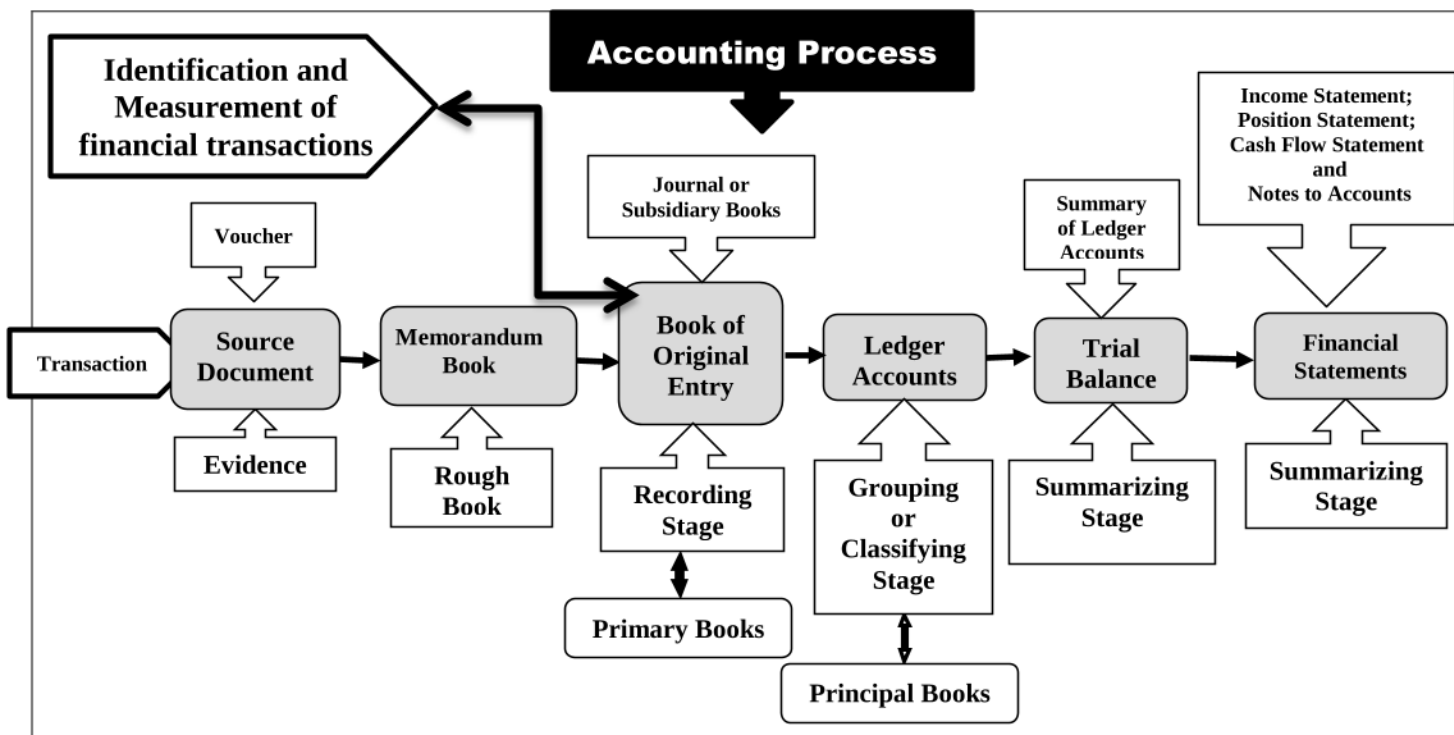 Accounting Process
Identification and
Measurement of
financial transactions
Income Statement;
Position Statement;
Cash Flow Statement
and
Notes to Accounts
Journal or
Subsidiary Books
Summary
of Ledger
Accounts
Voucher
Transaction
Source
Document
Memorandum
Book
Book of
Original
Entry
Ledger
Accounts
Trial
Balance
Financial
Statements
Evidence
Rough
Book
Recording
Stage
Grouping
or
Classifying
Stage
Summarizing
Stage
Summarizing
Stage
Primary Books
Principal Books